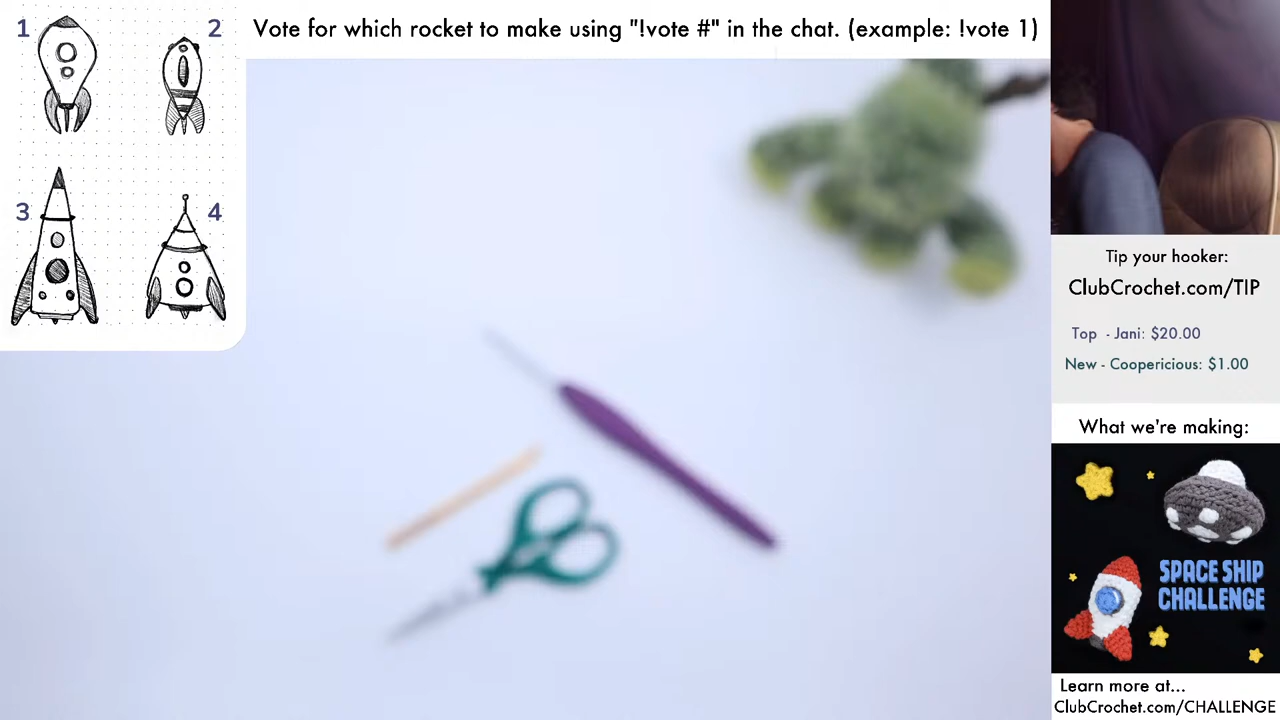 1
2
Vote for which rocket to make using "!vote #" in the chat. (example: !vote 1)
3
4
Tip your hooker:
ClubCrochet.com/TIP
Top - Jani: $20.00
New - Coopericious: $1.00
What we're making:
SPACE SHIP
CHALLENGE
Learn more at...
ClubCrochet.com/CHALLENGE